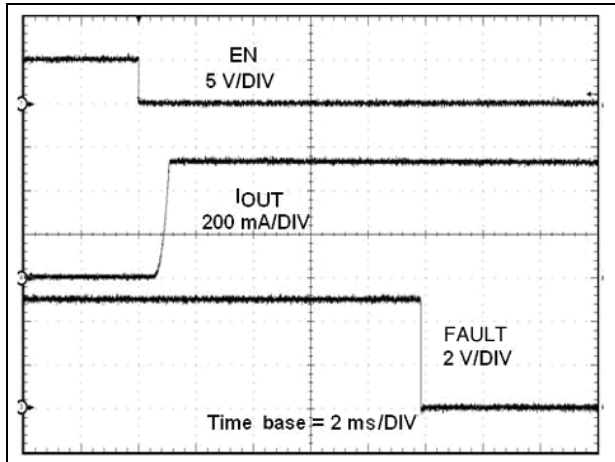 EN
5 V/DIV
IOUT
200 mA/DIV
FAULT
2 V/DIV
Time base = 2 ms/DIV